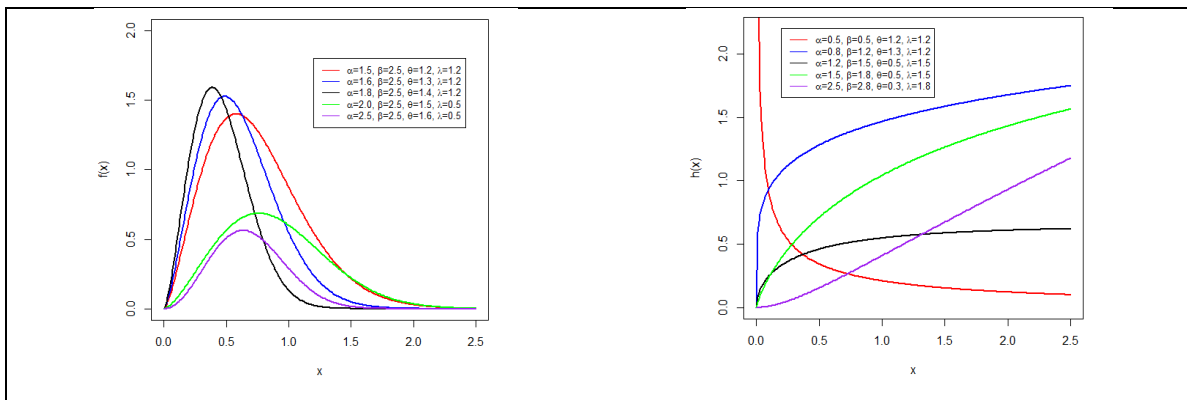 2.0
1.5
1.0
0.5
0.0
f(x)
α=1.5, β=2.5, θ=1.2, λ=1.2
α=1.6, β=2.5, θ=1.3, λ=1.2
α=1.8, β=2.5, θ=1.4, λ=1.2
α=2.0, β=2.5, θ=1.5, λ=0.5
α=2.5, β=2.5, θ=1.6, λ=0.5
0.0 0.5 1.0 1.5 2.0 2.5
x
2.0
1.5
1.0
0.5
0.0
h(x)
α=0.5, β=0.5, θ=1.2, λ=1.2
α=0.8, β=1.2, θ=1.3, λ=1.2
α=1.2, β=1.5, θ=0.5, λ=1.5
α=1.5, β=1.8, θ=0.5, λ=1.5
α=2.5, β=2.8, θ=0.3, λ=1.8
0.0 0.5 1.0 1.5 2.0 2.5
x